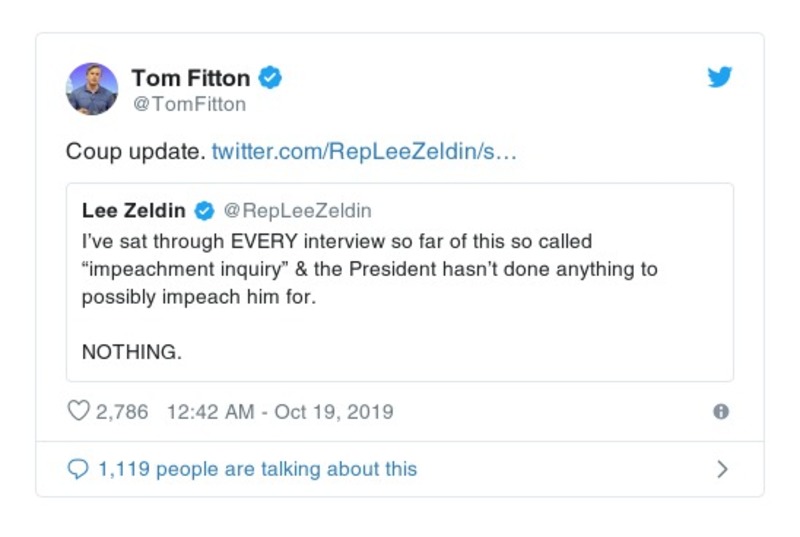 Tom Fitton
@TomFitton
Coup update. twitter.com/RepLeeZeldin/s…
Lee Zeldin @RepLeeZeldin
I’ve sat through EVERY interview so far of this so called
“impeachment inquiry” & the President hasn’t done anything to
possibly impeach him for.
NOTHING.
2,786 12:42 AM - Oct 19, 2019
1,119 people are talking about this